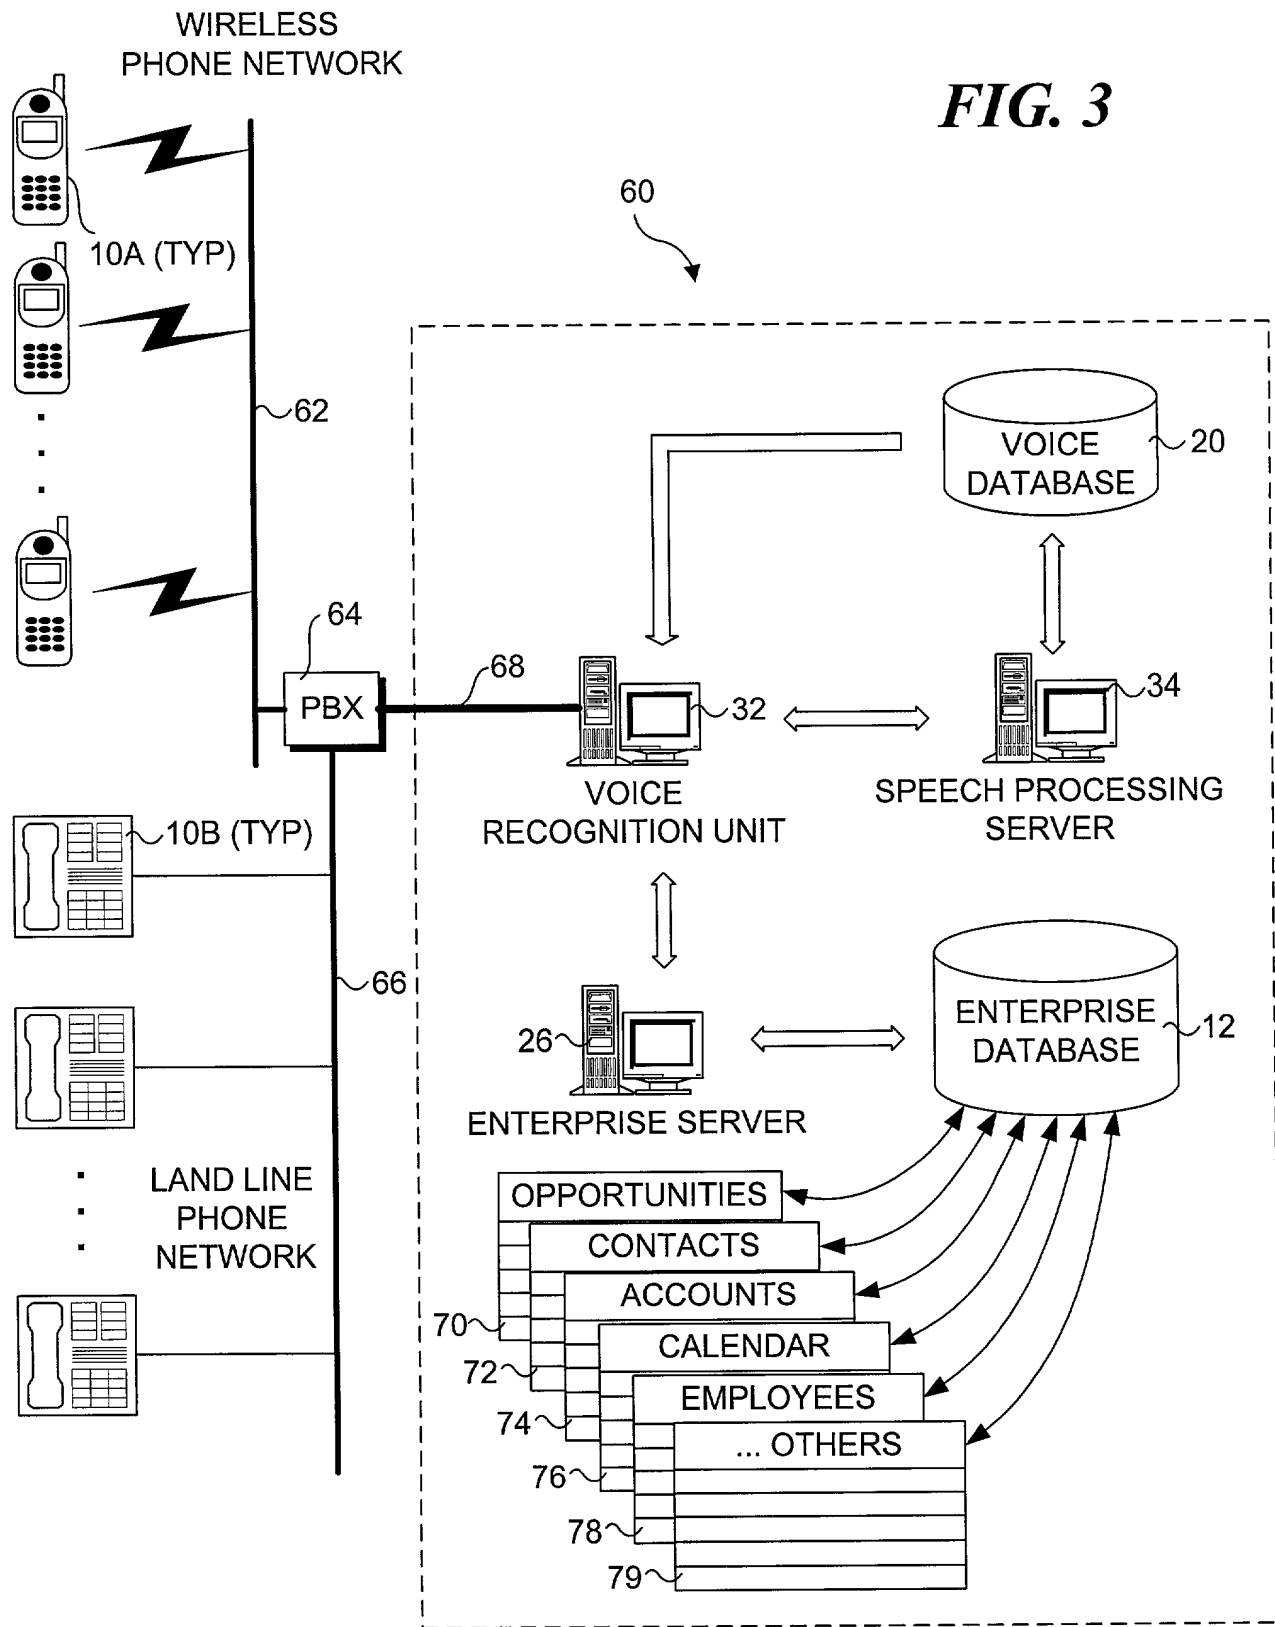 WIRELESS
PHONE NETWORK
FIG. 3
60
10A (TYP)
62
VOICE
DATABASE
20
64
PBX
68
32
34
VOICE
RECOGNITION UNIT
SPEECH PROCESSING
SERVER
10B (TYP)
66
26
ENTERPRISE
DATABASE
12
ENTERPRISE SERVER
LAND LINE
PHONE
NETWORK
OPPORTUNITIES
CONTACTS
ACCOUNTS
70
CALENDAR
72
EMPLOYEES
74
... OTHERS
76
78
79